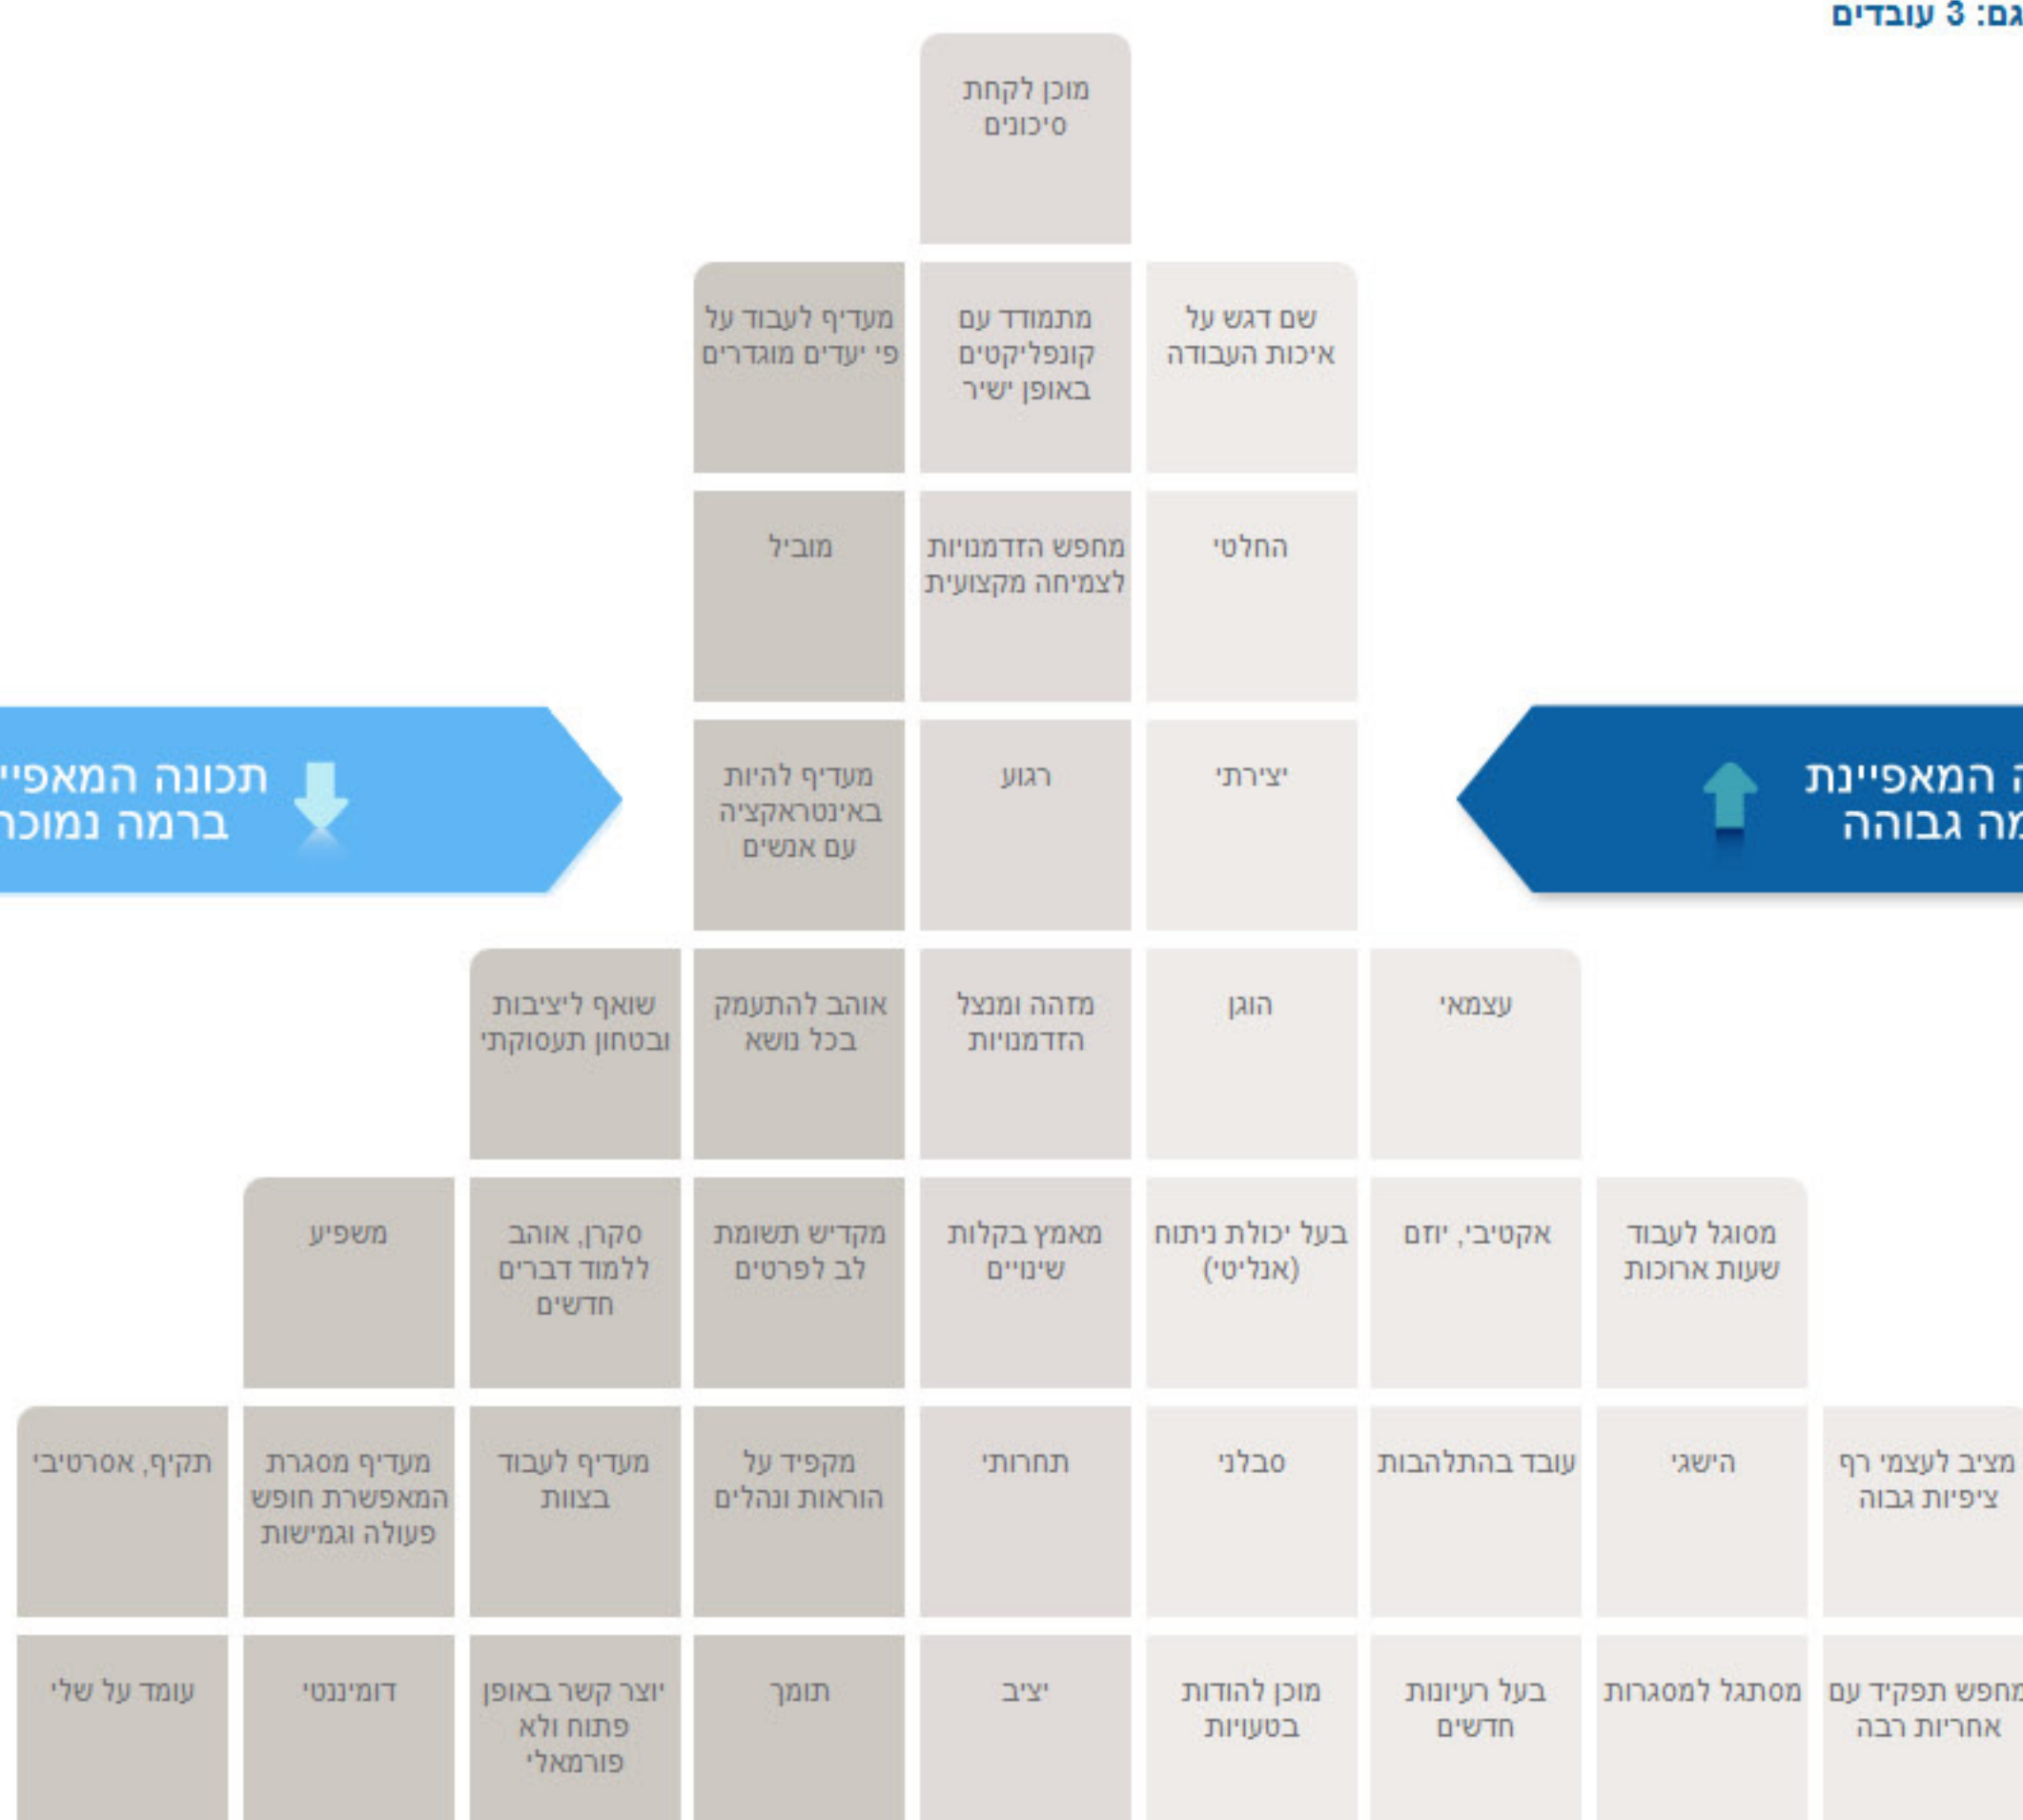 גם: 3 עובדים
מוכן לקחת
סיכונים
שם דגש על
איכות העבודה
מתמודד עם
קונפליקטים
באופן ישיר
מעדיף לעבוד על
פי יעדים מוגדרים
החלטי
מחפש הזדמנויות
לצמיחה מקצועית
מוביל
ה המאפיינת
מה גבוהה
יצירתי
רגוע
מעדיף להיות
באינטראקציה
עם אנשים
תכונה המאפיי
ברמה נמוכה
עצמאי
הוגן
מזהה ומנצל
הזדמנויות
אוהב להתעמק
בכל נושא
שואף ליציבות
ובטחון תעסוקתי
מסוגל לעבוד
שעות ארוכות
אקטיבי, יוזם
בעל יכולת ניתוח
(אנליטי)
מאמץ בקלות
שינויים
מקדיש תשומת
לב לפרטים
סקרן, אוהב
ללמוד דברים
חדשים
משפיע
מציב לעצמי רף
ציפיות גבוה
הישגי
עובד בהתלהבות
סבלני
תחרותי
מקפיד על
הוראות ונהלים
מעדיף לעבוד
בצוות
מעדיף מסגרת
המאפשרת חופש
פעולה וגמישות
תקיף, אסרטיבי
מחפש תפקיד עם
אחריות רבה
מסתגל למסגרות
בעל רעיונות
חדשים
מוכן להודות
בטעויות
יציב
תומך
יוצר קשר באופן
פתוח ולא
פורמאלי
דומיננטי
עומד על שלי